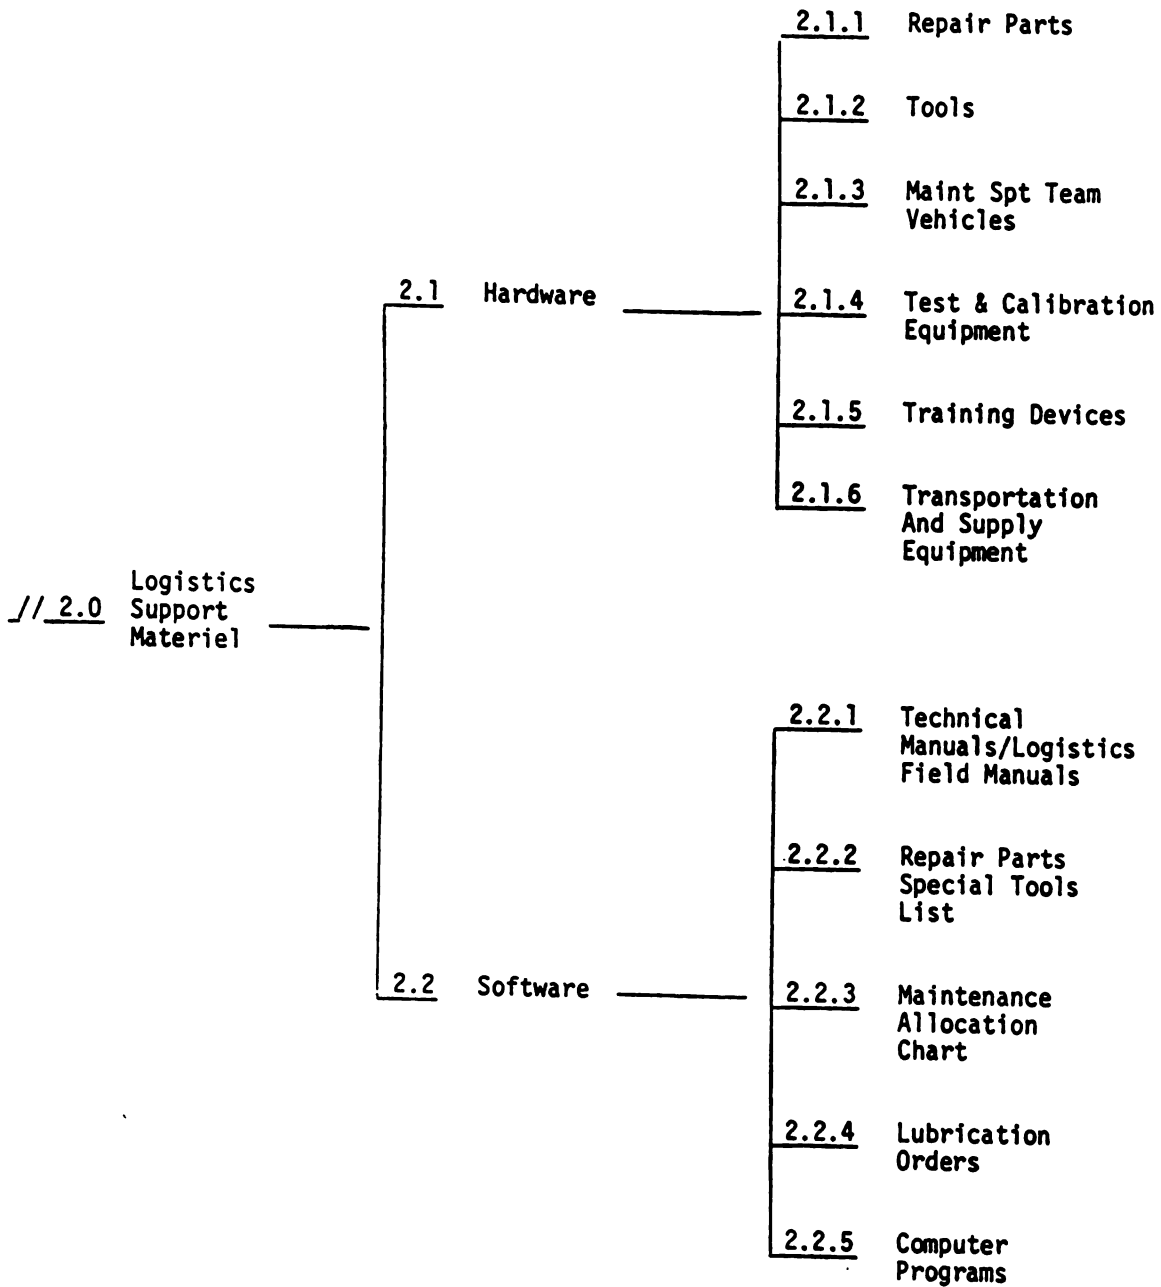 2.1.1 Repair Parts
2.1.2 Tools
2.1.3 Maint Spt Team
Vehicles
2.1 Hardware
2.1.4 Test & Calibration
Equipment
2.1.5 Training Devices
2.1.6 Transportation
And Supply
Equipment
// 2.0 Logistics
Support
Materiel
2.2.1 Technical
Manuals/Logistics
Field Manuals
2.2.2 Repair Parts
Special Tools
List
2.2 Software
2.2.3 Maintenance
Allocation
Chart
2.2.4 Lubrication
Orders
2.2.5 Computer
Programs